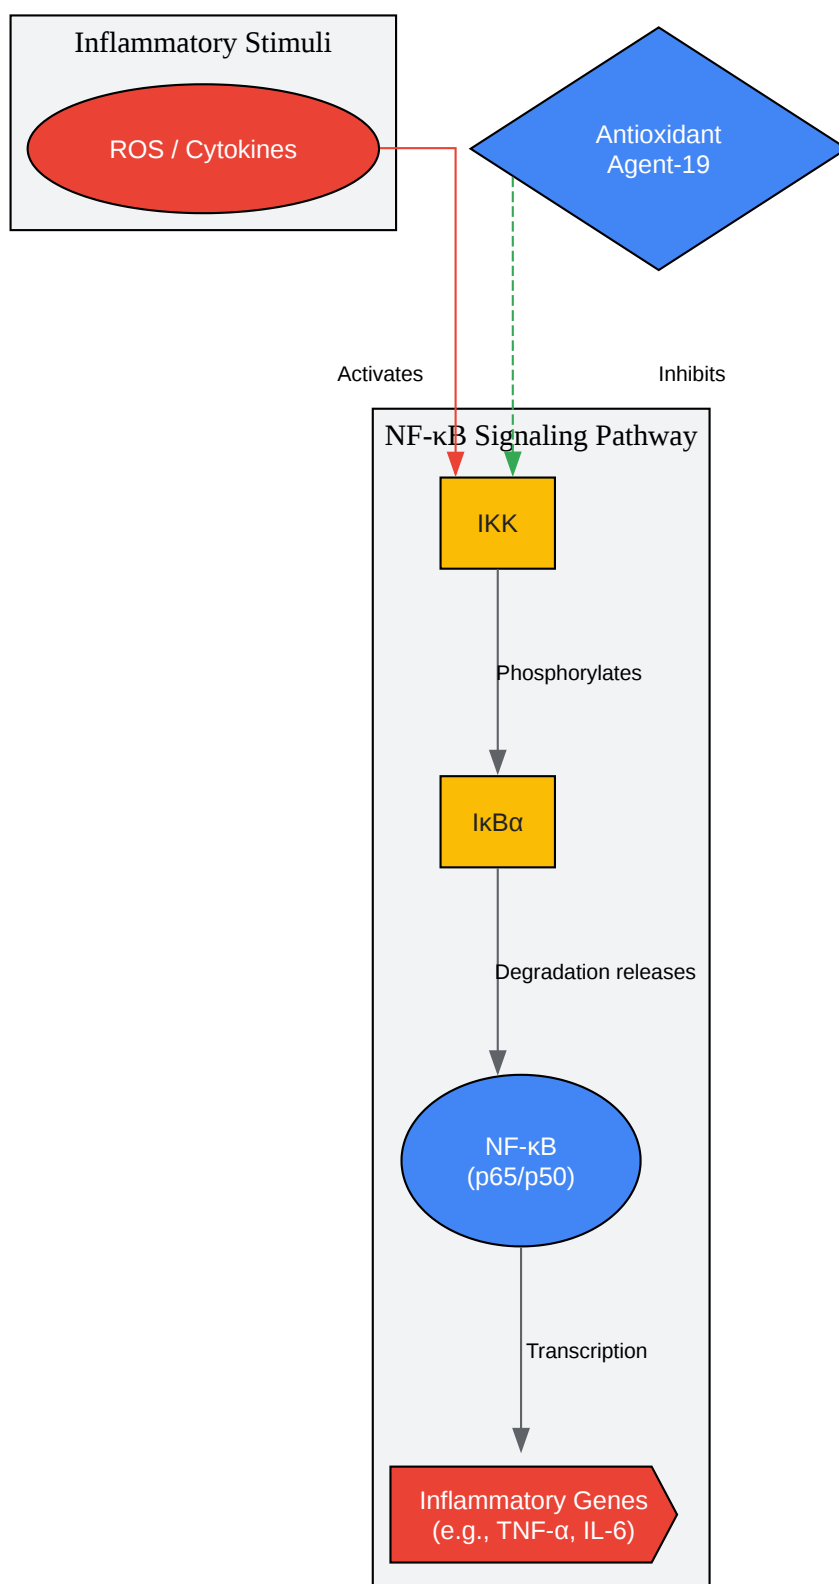 Inflammatory Stimuli
ROS / Cytokines
Antioxidant
Agent-19
Activates
Inhibits
NF-κB Signaling Pathway
IKK
Phosphorylates
IκBα
Degradation releases
NF-κB
(p65/p50)
Transcription
Inflammatory Genes
(e.g., TNF-α, IL-6)